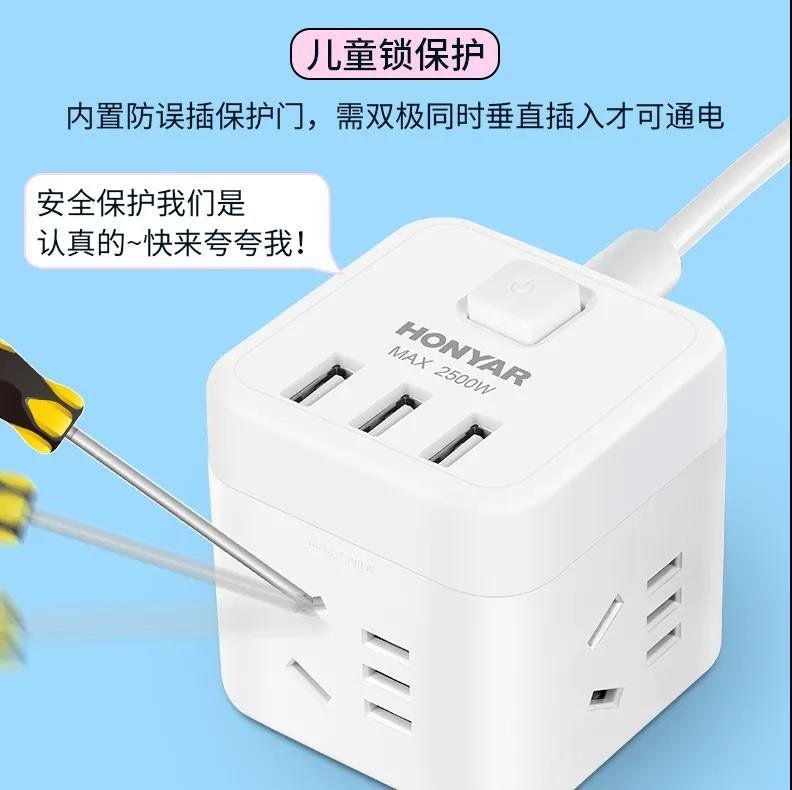 儿童锁保护
内置防误插保护门，需双极同时垂直插入才可通电
安全保护我们是
认真的~快来夸夸我！
HONYAR
MAX 2500W